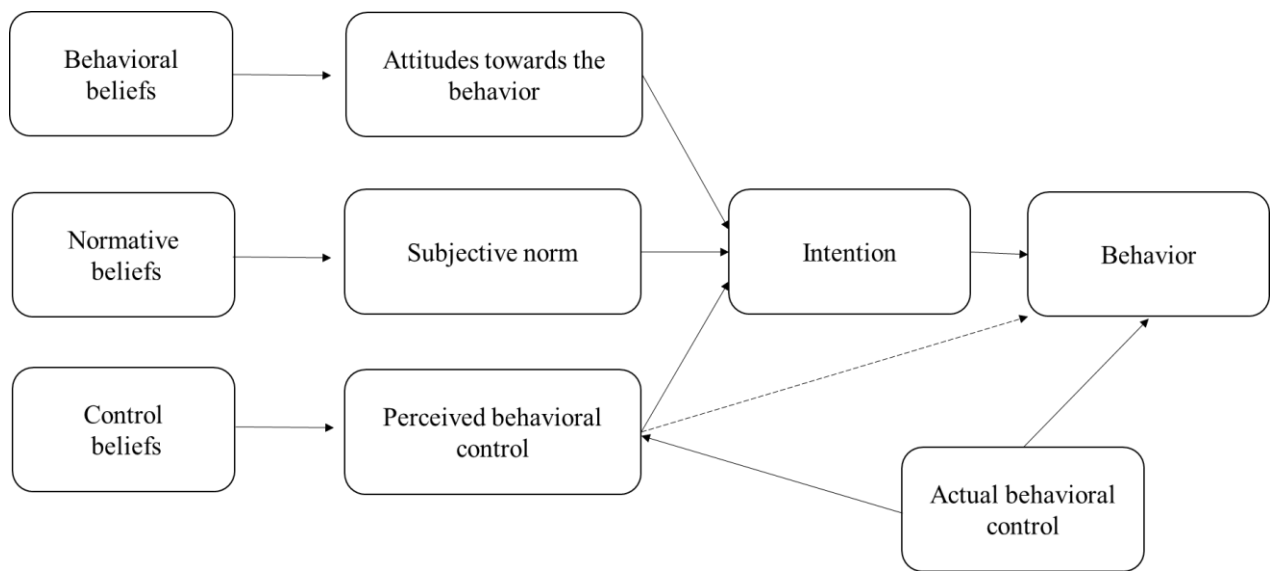 Behavioral
beliefs
Attitudes towards the
behavior
Normative
beliefs
Subjective norm
Intention
Behavior
Control
beliefs
Perceived behavioral
control
Actual behavioral
control